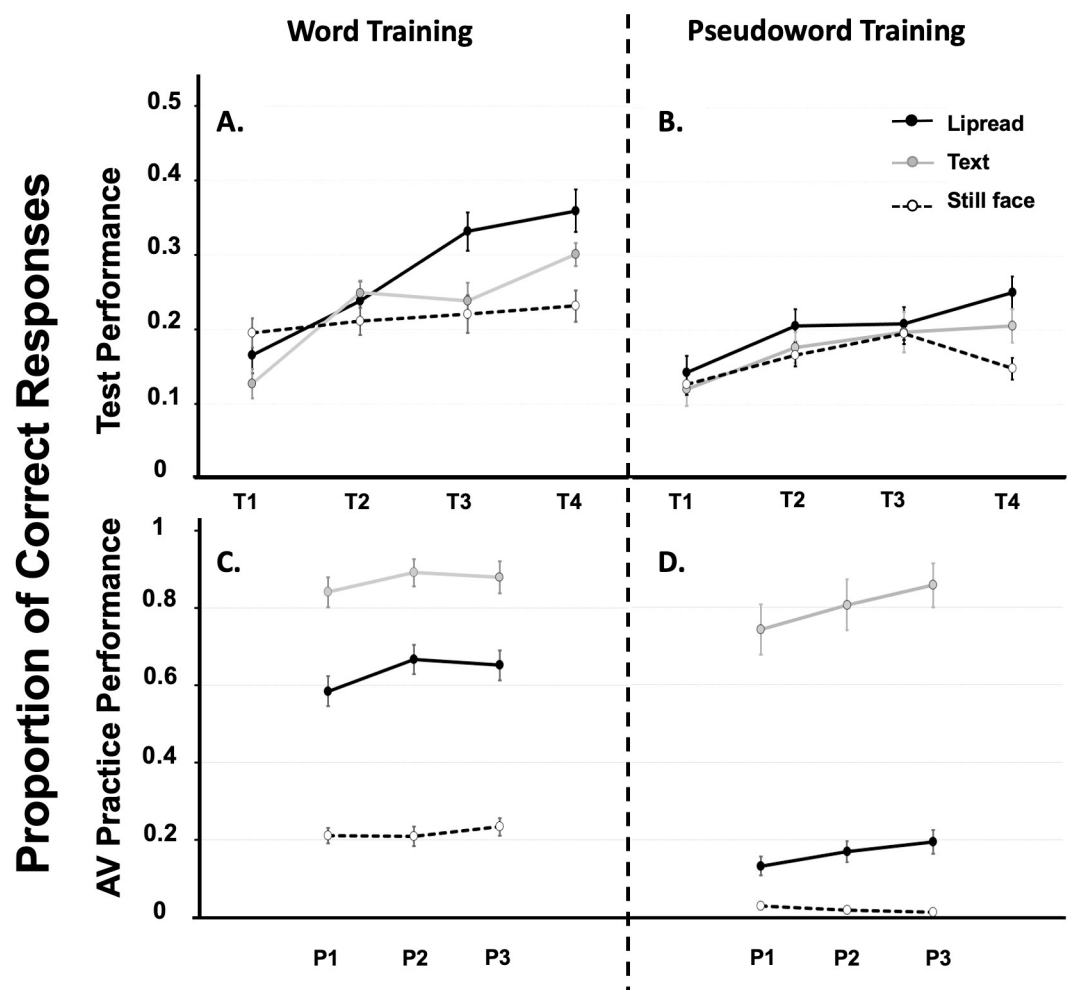 Word Training
Pseudoword Training
Proportion of Correct Responses
Test Performance
0.5
0.4
0.3
0.2
0.1
0
A.
B.
Lipread
Text
Still face
T1 T2 T3 T4
T1 T2 T3 T4
AV Practice Performance
1
0.8
0.6
0.4
0.2
0
C.
D.
P1 P2 P3
P1 P2 P3